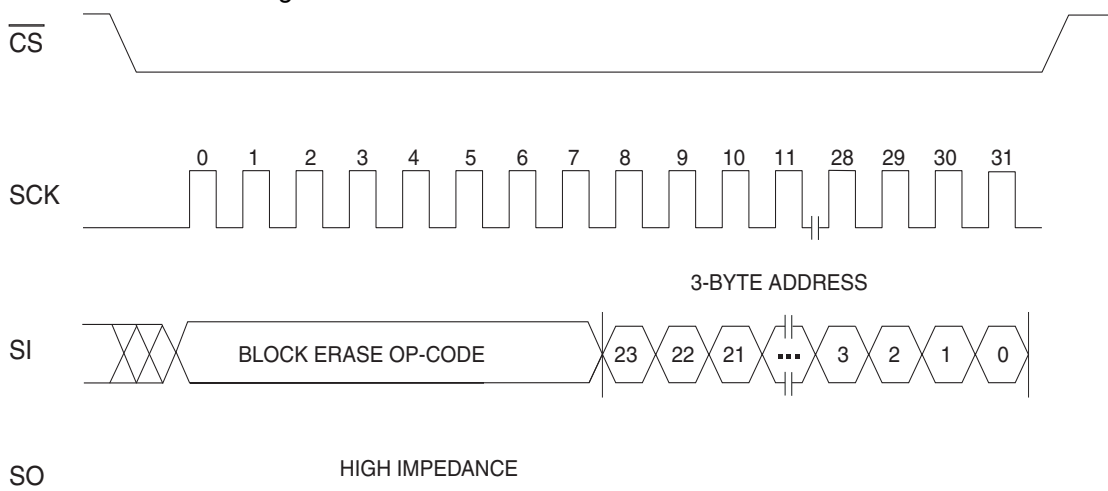 CS
0 1 2 3 4 5 6 7 8 9 10 11 28 29 30 31
SCK
3-BYTE ADDRESS
SI BLOCK ERASE OP-CODE 23 22 21 ... 3 2 1 0
SO HIGH IMPEDANCE